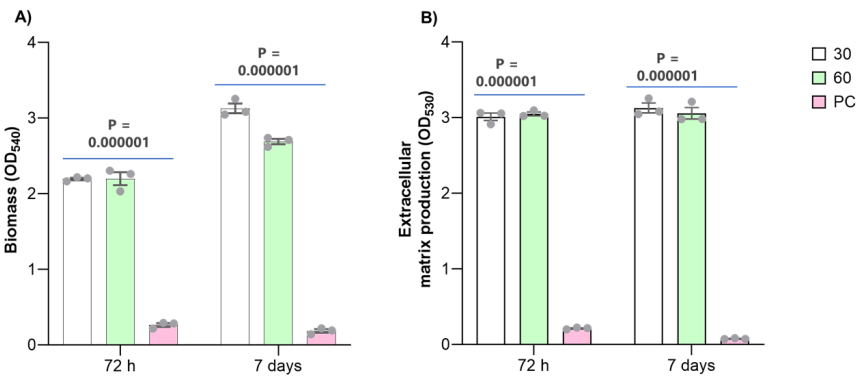 A)
Biomass (OD540)
4
3
2
1
0
P =
0.000001
P =
0.000001
72 h
7 days
B)
Extracellular
matrix production (OD530)
4
3
2
1
0
P =
0.000001
P =
0.000001
72 h
7 days
30
60
PC